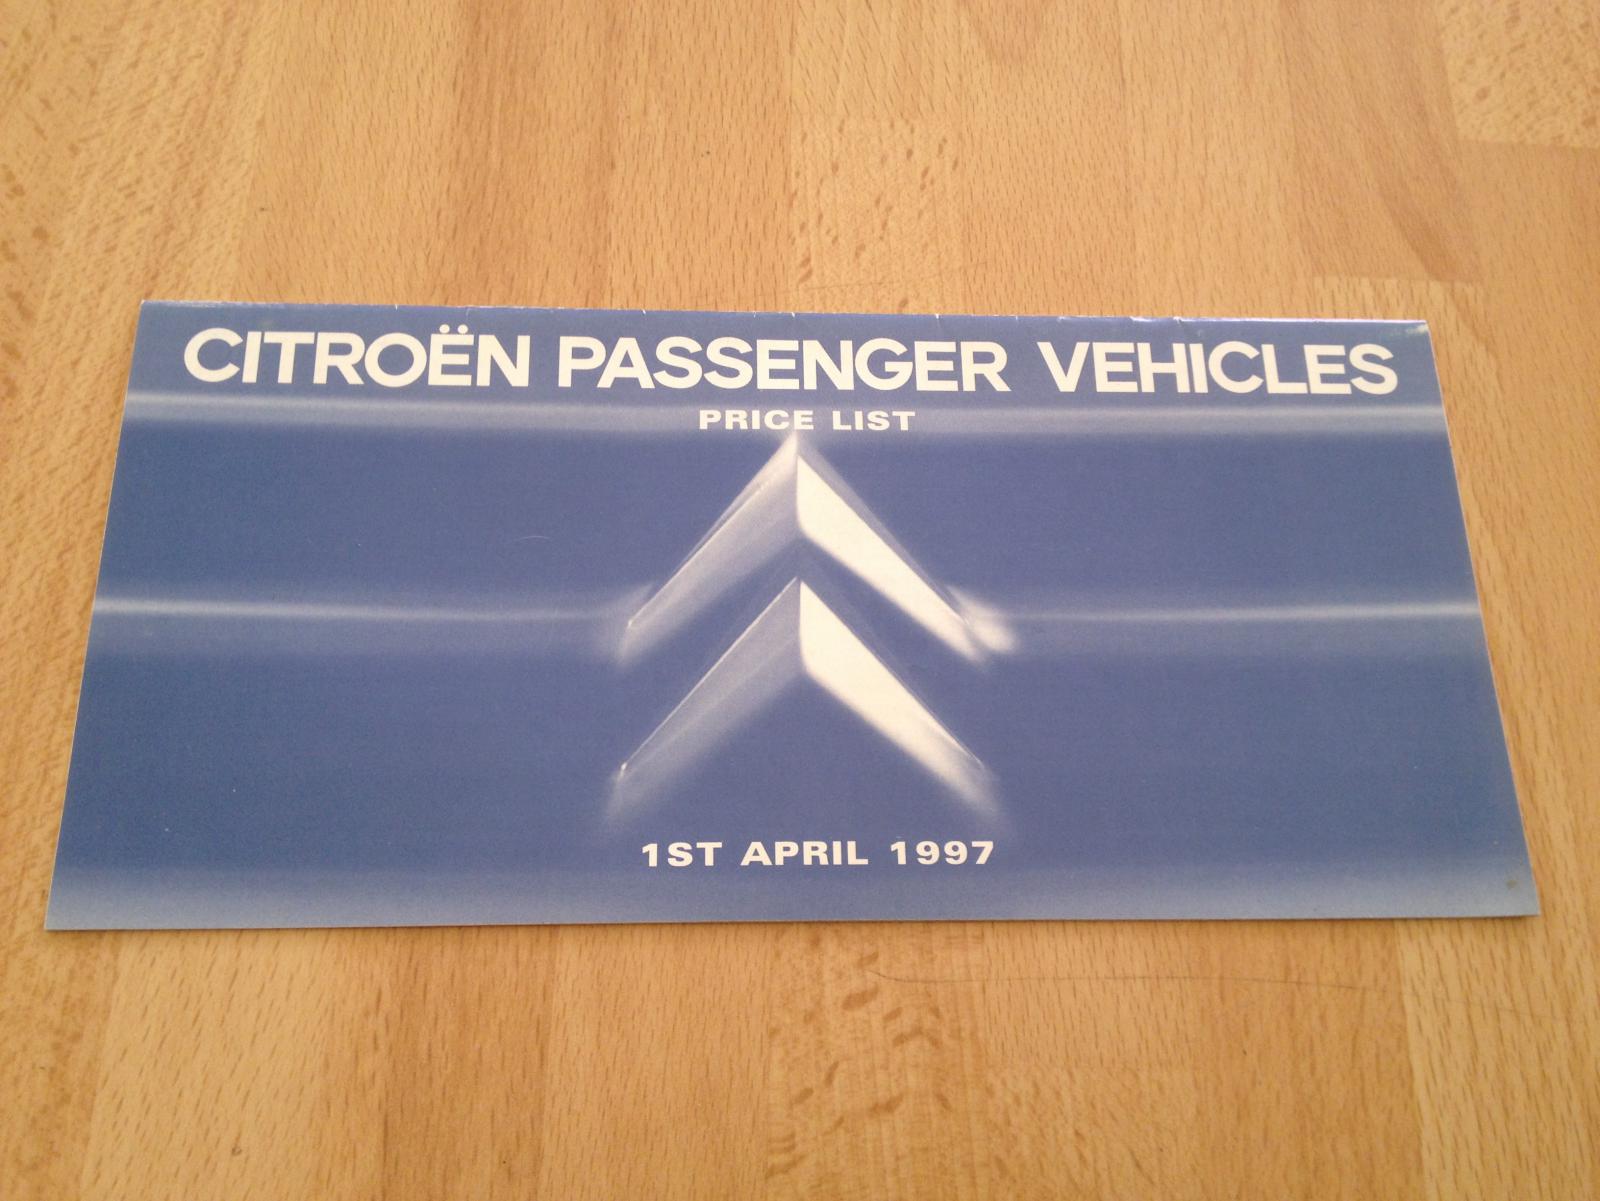 CITROËN PASSENGER VEHICLES
PRICE LIST
1ST APRIL 1997